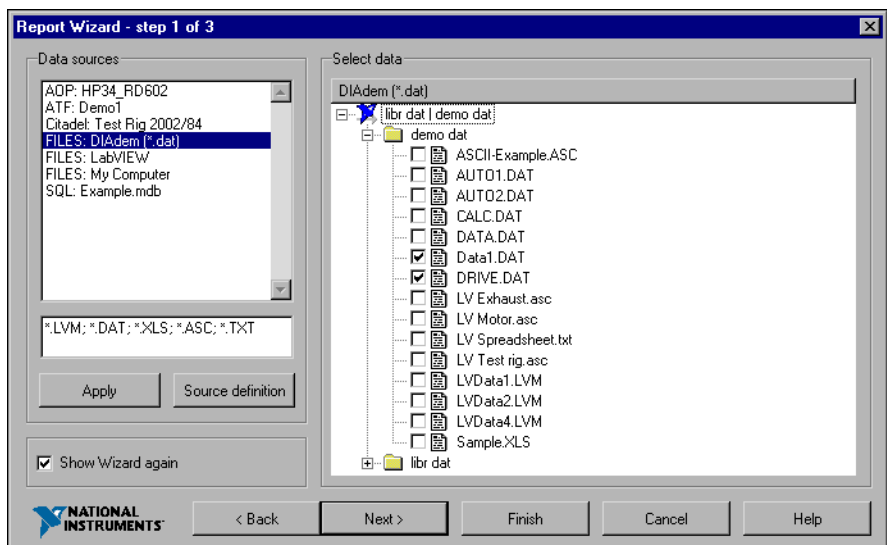 Report Wizard - step 1 of 3
Data sources
AOP: HP34_RD602
ATF: Demo1
Citadel: Test Rig 2002/84
FILES: DIAdem (*.dat)
FILES: LabVIEW
FILES: My Computer
SQL: Example.mdb
*.LVM; *.DAT; *.XLS; *.ASC; *.TXT
Apply
Source definition
Show Wizard again
Select data
DIAdem (*.dat)
libr dat | demo dat
demo dat
ASCII-Example.ASC
AUTO1.DAT
AUTO2.DAT
CALC.DAT
DATA.DAT
Data1.DAT
DRIVE.DAT
LV Exhaust.asc
LV Motor.asc
LV Spreadsheet.txt
LV Test rig.asc
LVData1.LVM
LVData2.LVM
LVData4.LVM
Sample.XLS
libr dat
NATIONAL
INSTRUMENTS
< Back
Next >
Finish
Cancel
Help